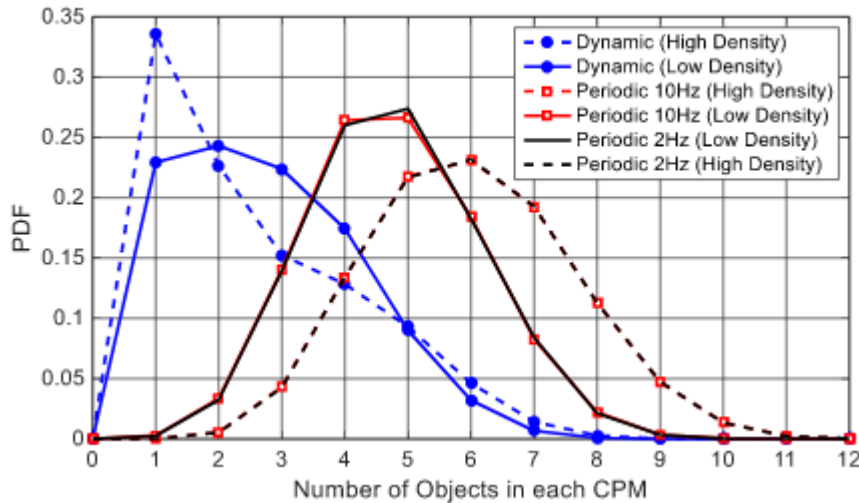 0.35
0.3
0.25
0.2
0.15
0.1
0.05
0
PDF
Dynamic (High Density)
Dynamic (Low Density)
Periodic 10Hz (High Density)
Periodic 10Hz (Low Density)
Periodic 2Hz (Low Density)
Periodic 2Hz (High Density)
0 1 2 3 4 5 6 7 8 9 10 11 12
Number of Objects in each CPM